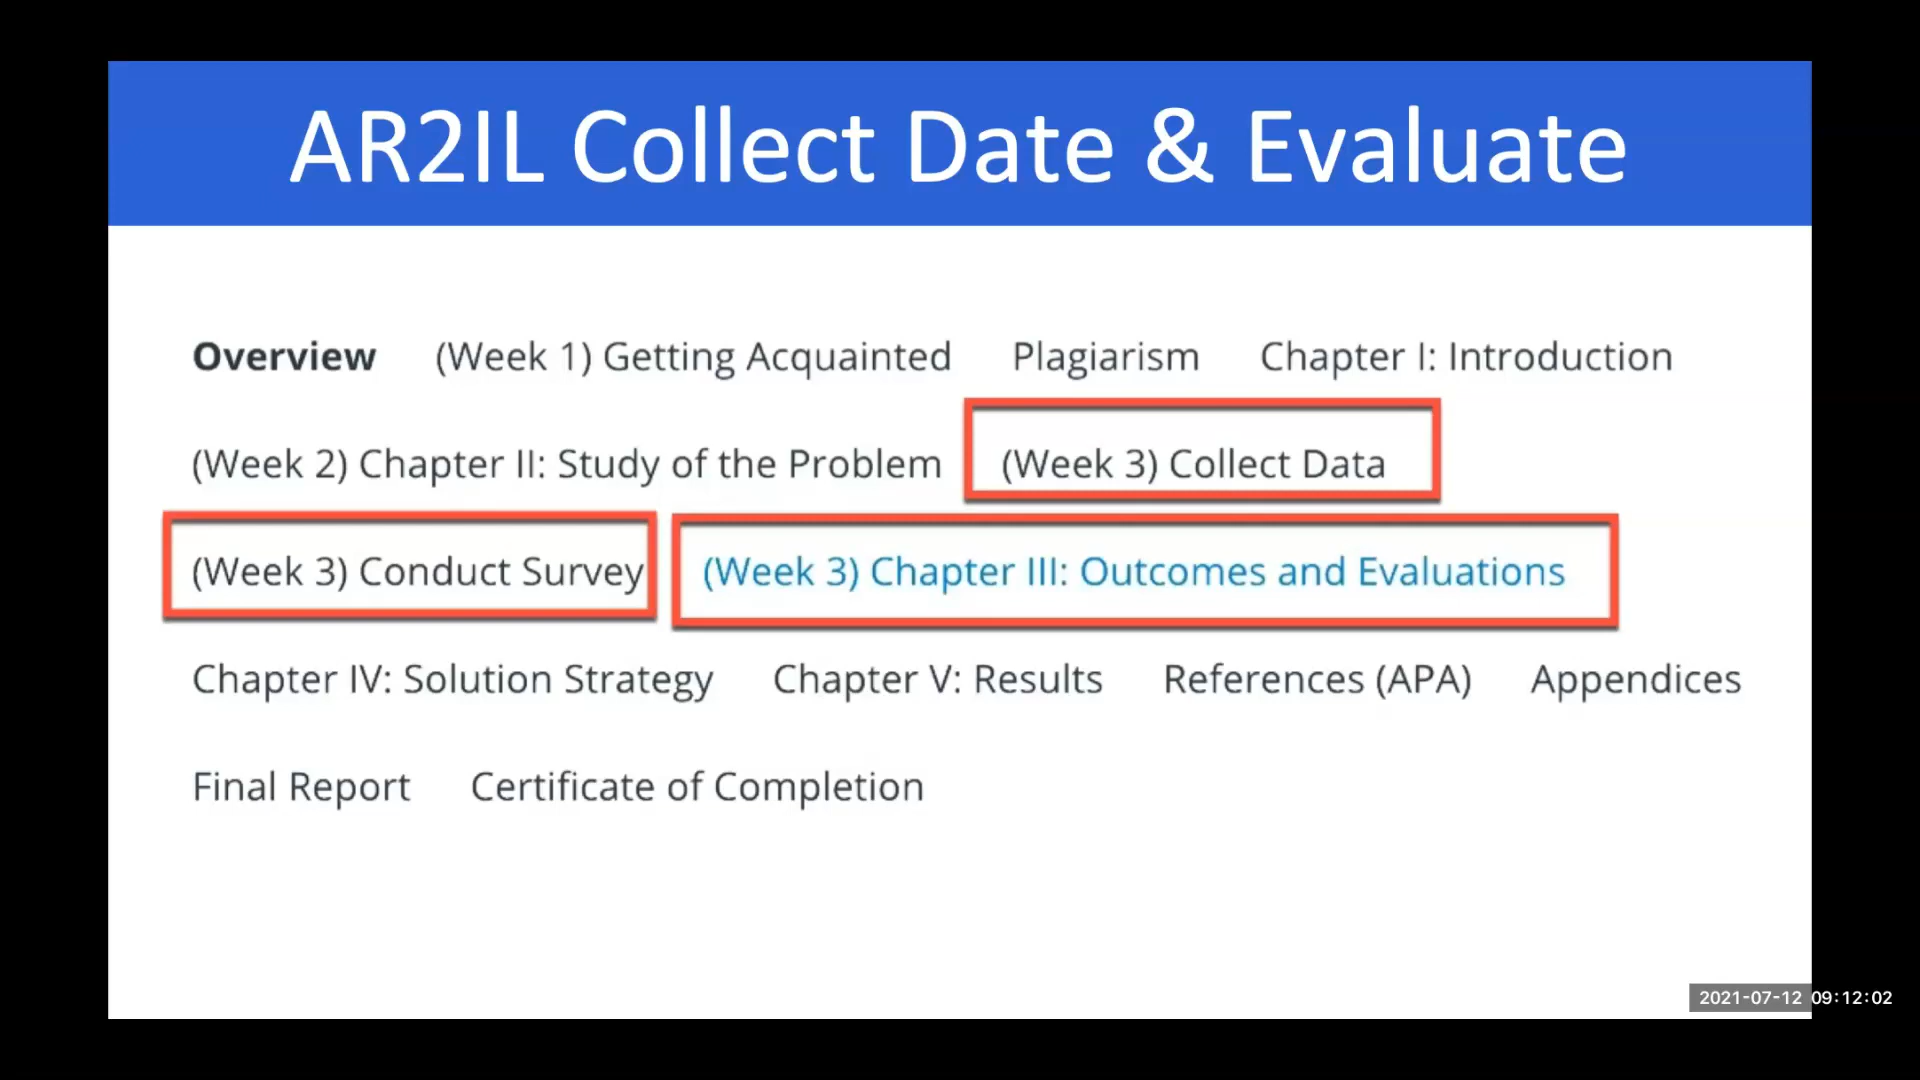 AR2IL Collect Date & Evaluate
Overview (Week 1) Getting Acquainted Plagiarism Chapter I: Introduction
(Week 2) Chapter II: Study of the Problem (Week 3) Collect Data
(Week 3) Conduct Survey (Week 3) Chapter III: Outcomes and Evaluations
Chapter IV: Solution Strategy Chapter V: Results References (APA) Appendices
Final Report Certificate of Completion
2021-07-12 09:12:02